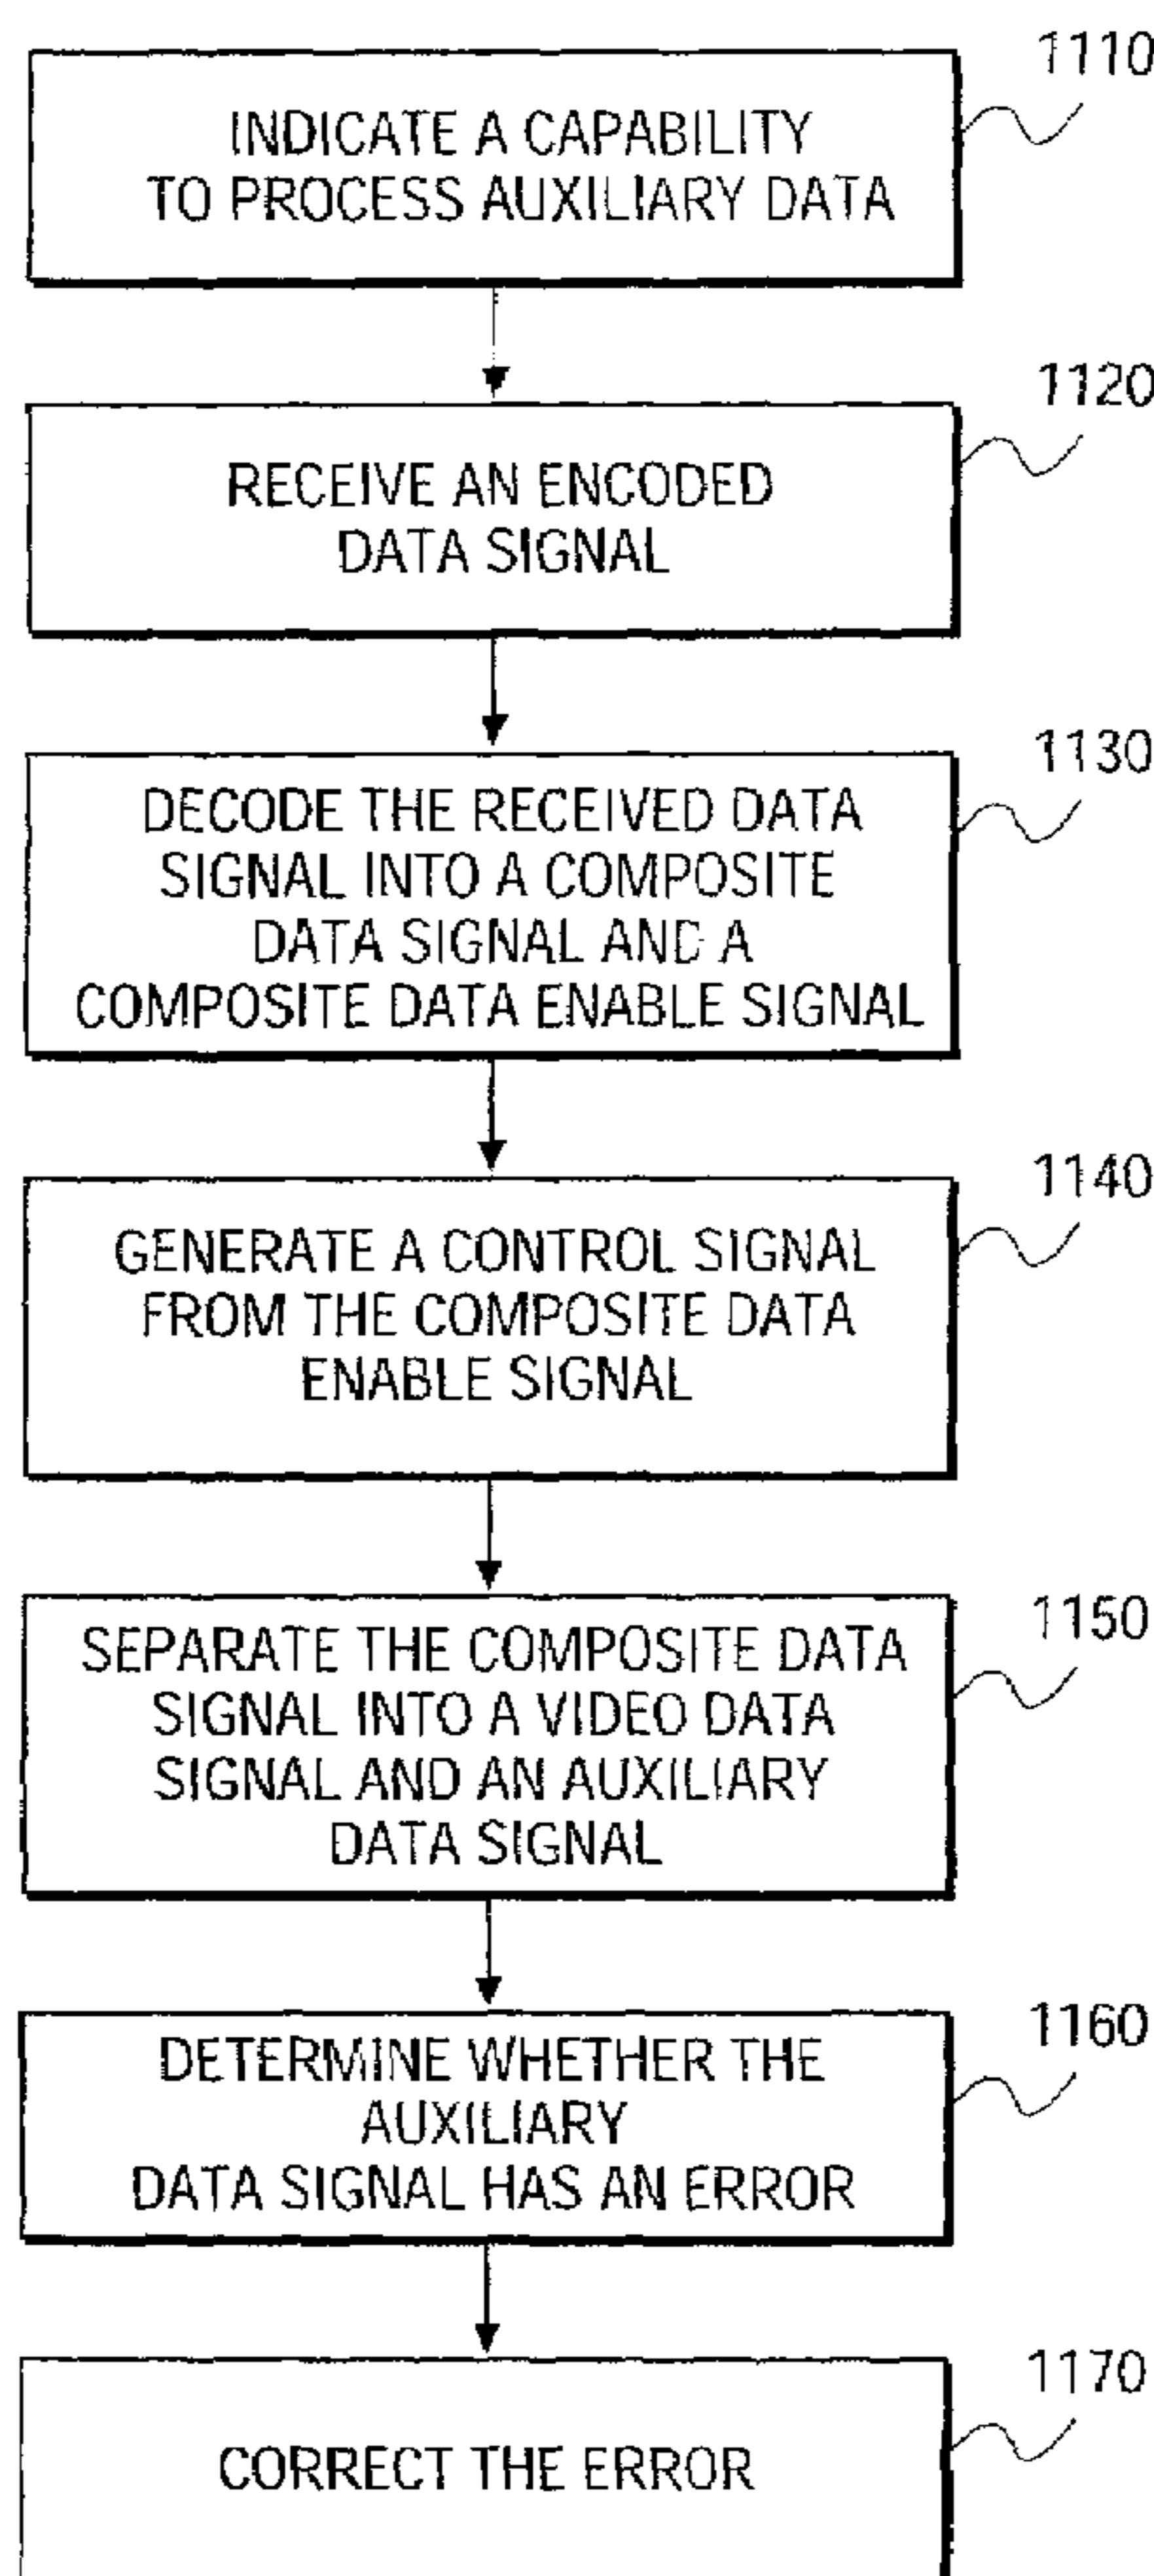 1110
INDICATE A CAPABILITY
TO PROCESS AUXILIARY DATA
1120
RECEIVE AN ENCODED
DATA SIGNAL
1130
DECODE THE RECEIVED DATA
SIGNAL INTO A COMPOSITE
DATA SIGNAL AND A
COMPOSITE DATA ENABLE SIGNAL
1140
GENERATE A CONTROL SIGNAL
FROM THE COMPOSITE DATA
ENABLE SIGNAL
1150
SEPARATE THE COMPOSITE DATA
SIGNAL INTO A VIDEO DATA
SIGNAL AND AN AUXILIARY
DATA SIGNAL
1160
DETERMINE WHETHER THE
AUXILIARY
DATA SIGNAL HAS AN ERROR
1170
CORRECT THE ERROR